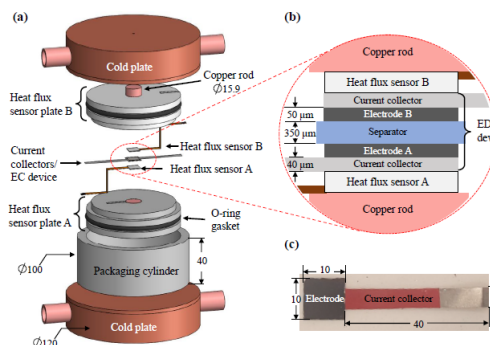 (a)
Cold plate
Copper rod
Ø15.9
Heat flux
sensor plate B
Heat flux
sensor B
Current
collectors/
EC device
Heat flux
sensor A
Heat flux
sensor plate A
O-ring
gasket
Ø100
40
Packaging cylinder
Ø120
Cold plate
(b)
Copper rod
Heat flux sensor B
Current collector
50 µm
Electrode B
350 µm
Separator
Electrode A
40 µm
Current collector
Heat flux sensor A
Copper rod
(c)
10
10
Electrode
Current collector
40